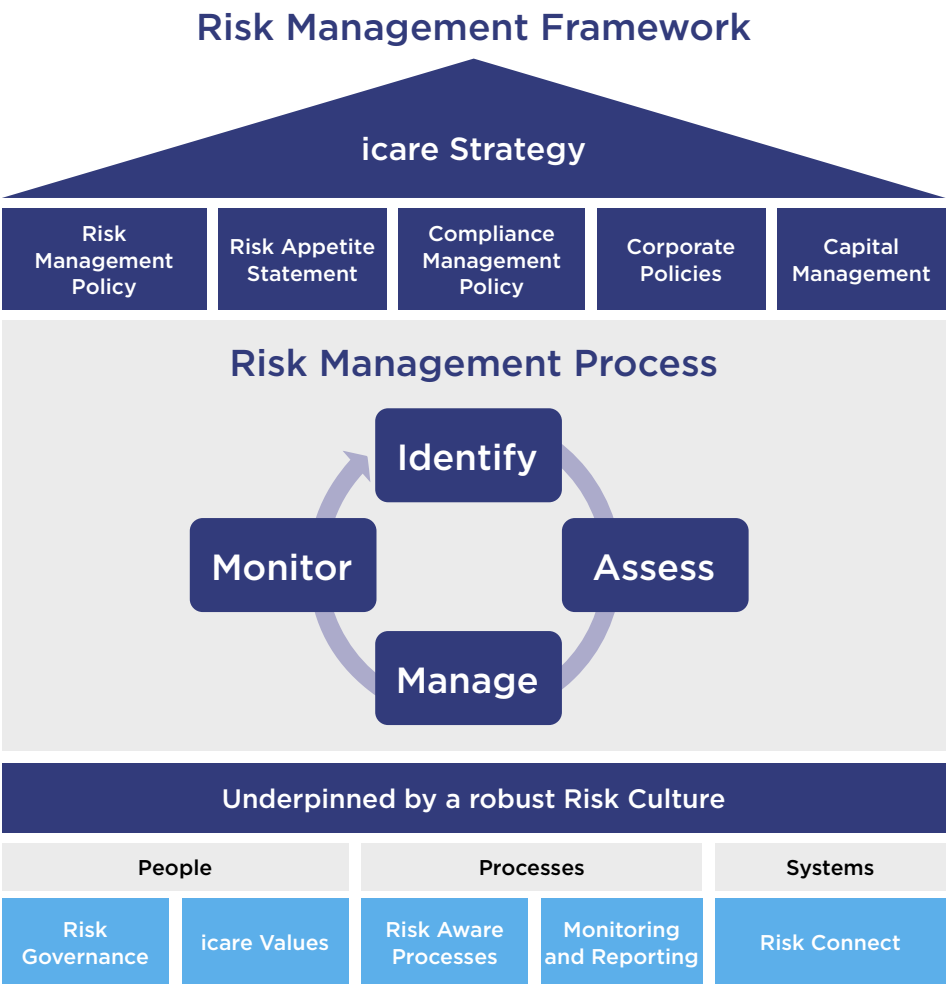 Risk Management Framework
icare Strategy
Risk
Management
Policy
Risk Appetite
Statement
Compliance
Management
Policy
Corporate
Policies
Capital
Management
Risk Management Process
Identify
Assess
Manage
Monitor
Underpinned by a robust Risk Culture
People
Processes
Systems
Risk
Governance
icare Values
Risk Aware
Processes
Monitoring
and Reporting
Risk Connect